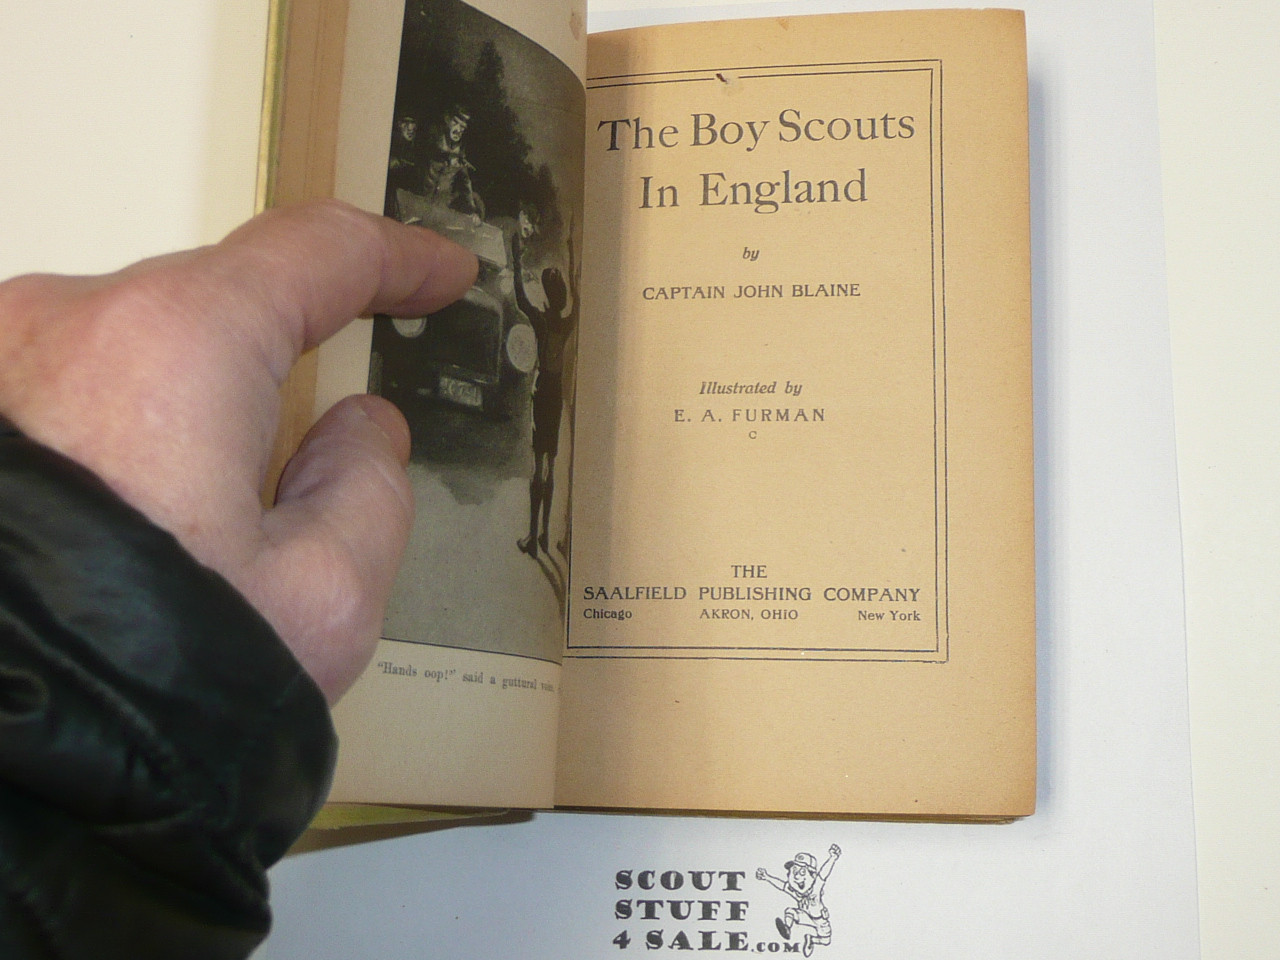 "Hands oop!" said a guttural
The Boy Scouts
In England
by
CAPTAIN JOHN BLAINE
Illustrated by
E. A. FURMAN
C
THE
SAALFIELD PUBLISHING COMPANY
Chicago AKRON, OHIO New York
SCOUT
STUFF
4 SALE.COM